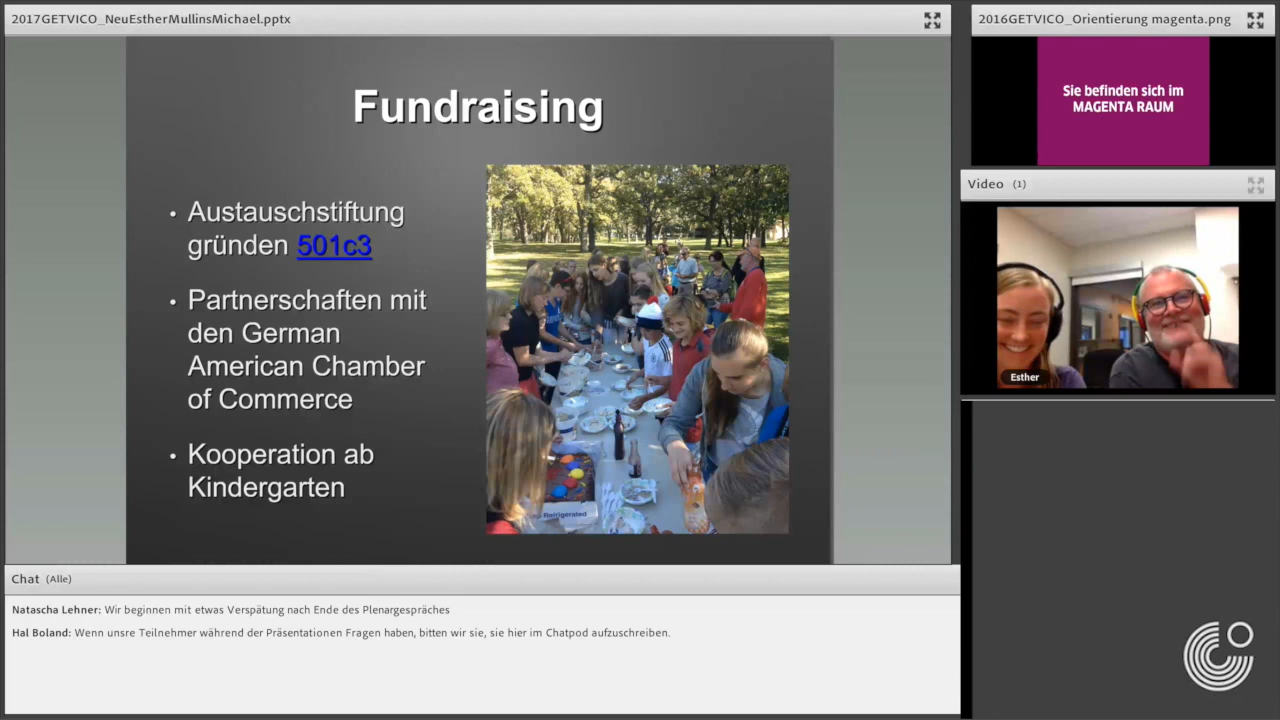 2017GETVICO_NeuEstherMullinsMichael.pptx
Fundraising
• Austauschstiftung
gründen 501c3
• Partnerschaften mit
den German
American Chamber
of Commerce
• Kooperation ab
Kindergarten
Refrigerated
2016GETVICO_Orientierung magenta.png
Sie befinden sich im
MAGENTA RAUM
Video (1)
Esther
Chat (Alle)
Natascha Lehner: Wir beginnen mit etwas Verspätung nach Ende des Plenargespräches
Hal Boland: Wenn unsre Teilnehmer während der Präsentationen Fragen haben, bitten wir sie, sie hier im Chatpod aufzuschreiben.